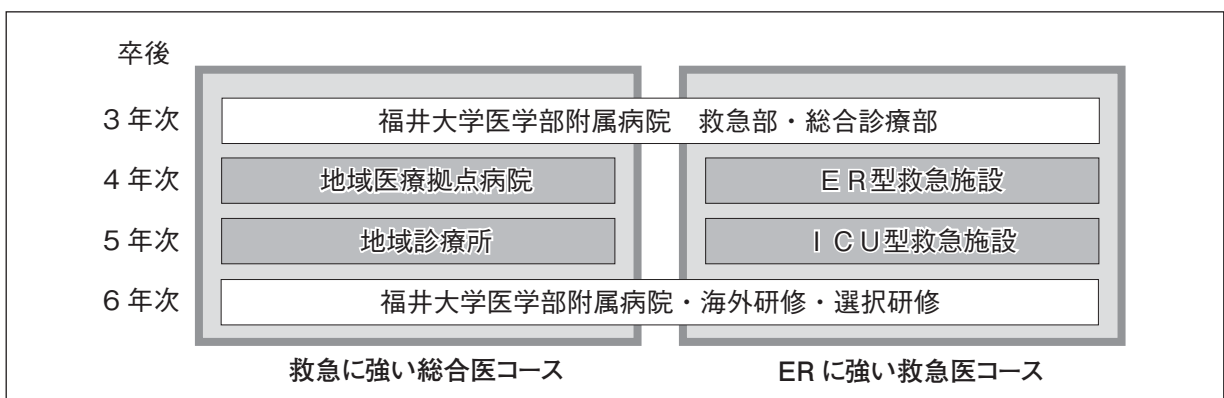 卒後
3年次 福井大学医学部附属病院 救急部・総合診療部
4年次 地域医療拠点病院 ER型救急施設
5年次 地域診療所 ICU型救急施設
6年次 福井大学医学部附属病院・海外研修・選択研修
救急に強い総合医コース ERに強い救急医コース